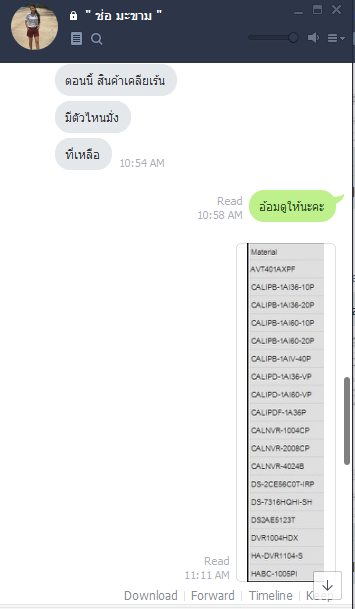 " ช่อ มะขาม "
ตอนนี้ สินค้าเคลียเร้น
มีตัวไหนมั่ง
ที่เหลือ
10:54 AM
Read
10:58 AM
อ้อมดูให้นะคะ
Material
AVT401AXPF
CALIPB-1AI36-10P
CALIPB-1AI36-20P
CALIPB-1AI60-10P
CALIPB-1AI60-20P
CALIPB-1AIV-40P
CALIPD-1AI36-VP
CALIPD-1AI60-VP
CALIPDF-1A36P
CALNVR-1004CP
CALNVR-2008CP
CALNVR-4024B
DS-2CE56C0T-IRP
DS-7316HQHI-SH
DS2AE5123T
DVR1004HDX
HA-DVR1104-S
HABC-1005PI
Read
11:11 AM
Download | Forward | Timeline | Keep